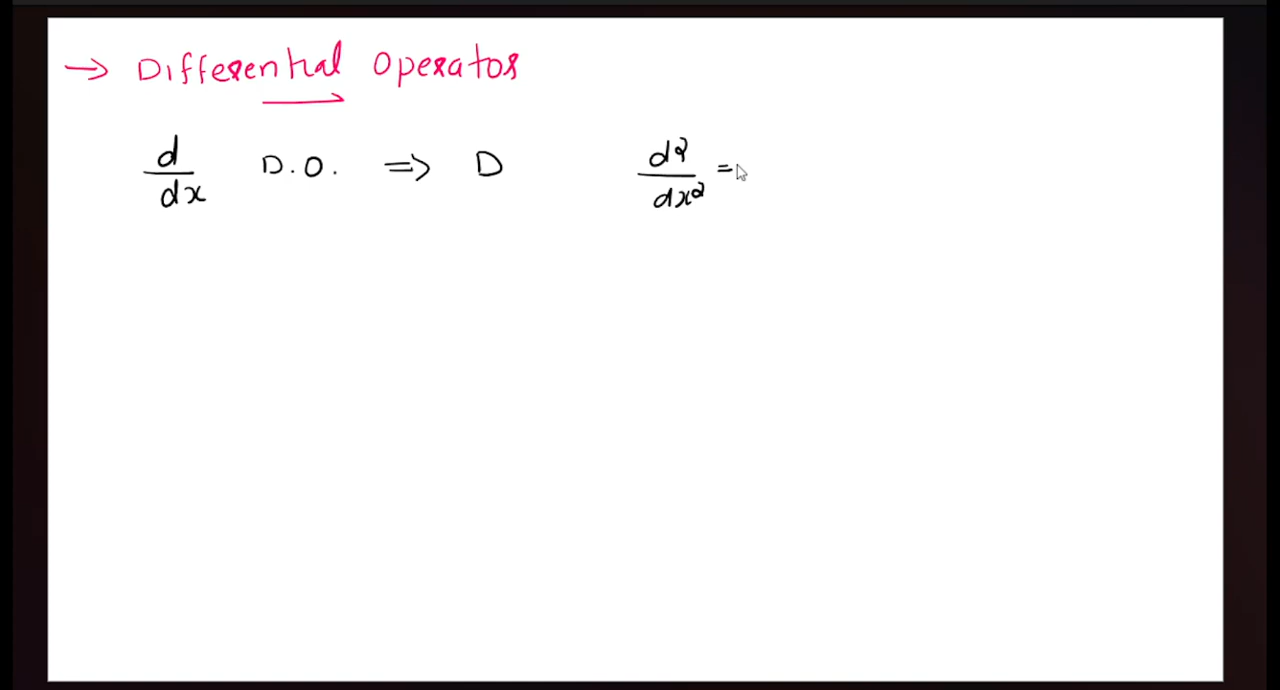 → Differential Operator
d/dx D.O. ⇒ D d²/dx² =